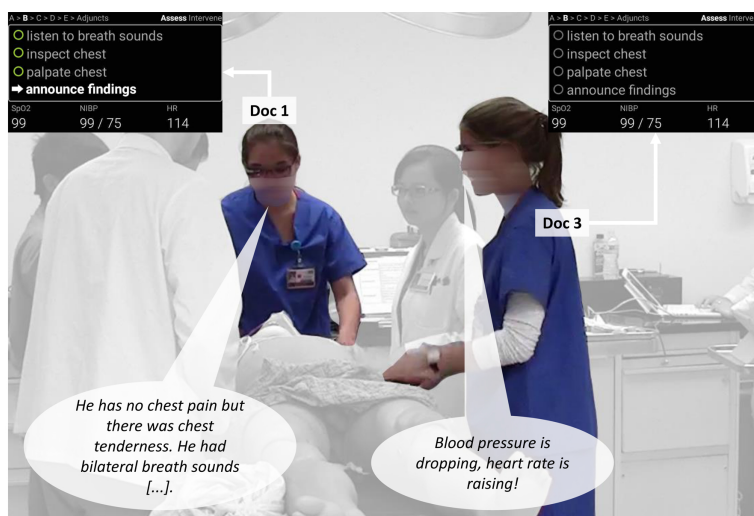 A > B > C > D > E > Adjuncts Assess Intervene
listen to breath sounds
inspect chest
palpate chest
announce findings
SpO2 NIBP HR
99 99 / 75 114
Doc 1
A > B > C > D > E > Adjuncts Assess Interve
listen to breath sounds
inspect chest
palpate chest
announce findings
SpO2 NIBP HR
99 99 / 75 114
Doc 3
He has no chest pain but
there was chest
tenderness. He had
bilateral breath sounds
[...].
Blood pressure is
dropping, heart rate is
raising!